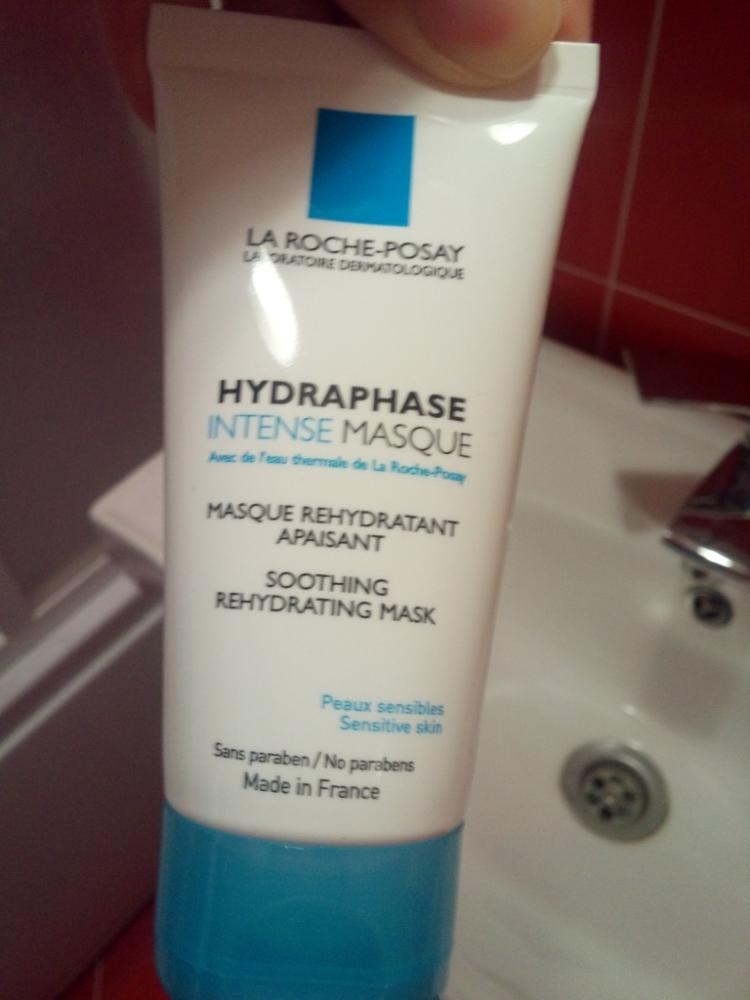 LA ROCHE-POSAY
LABORATOIRE DERMATOLOGIQUE
HYDRAPHASE
INTENSE MASQUE
Avec de l'eau thermale de La Roche-Posay
MASQUE REHYDRATANT
APAISANT
SOOTHING
REHYDRATING MASK
Peaux sensibles
Sensitive skin
Sans paraben / No parabens
Made in France